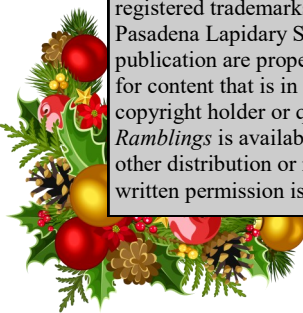 registered trademark
Pasadena Lapidary S
publication are prope
for content that is in
copyright holder or q
Ramblings is availab
other distribution or
written permission is